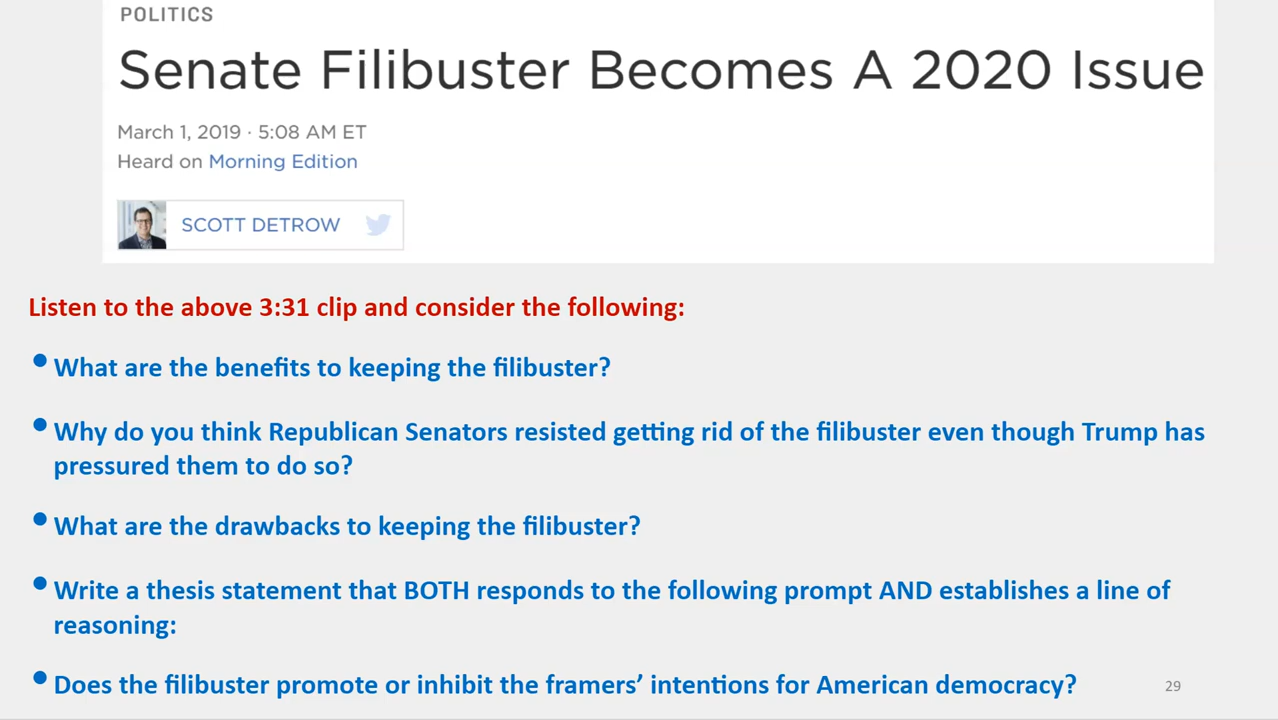 POLITICS
Senate Filibuster Becomes A 2020 Issue
March 1, 2019 · 5:08 AM ET
Heard on Morning Edition
SCOTT DETROW
Listen to the above 3:31 clip and consider the following:
• What are the benefits to keeping the filibuster?
• Why do you think Republican Senators resisted getting rid of the filibuster even though Trump has
pressured them to do so?
• What are the drawbacks to keeping the filibuster?
• Write a thesis statement that BOTH responds to the following prompt AND establishes a line of
reasoning:
• Does the filibuster promote or inhibit the framers’ intentions for American democracy?
29